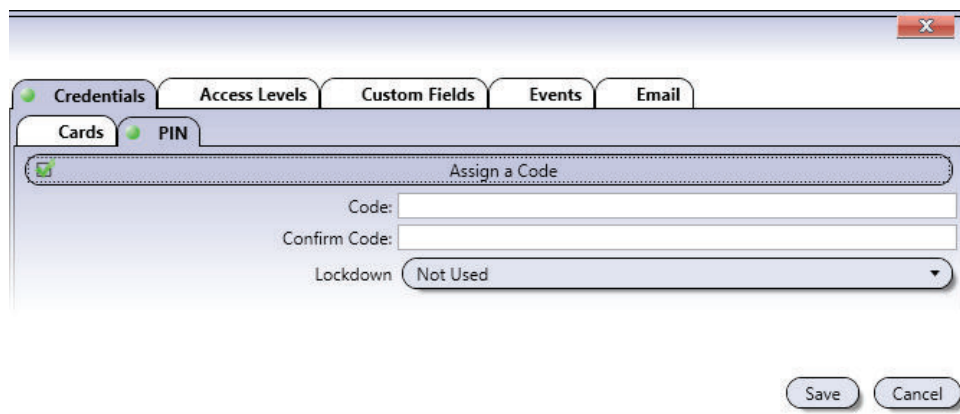 X
Credentials Access Levels Custom Fields Events Email
Cards PIN
Assign a Code
Code:
Confirm Code:
Lockdown Not Used
Save Cancel